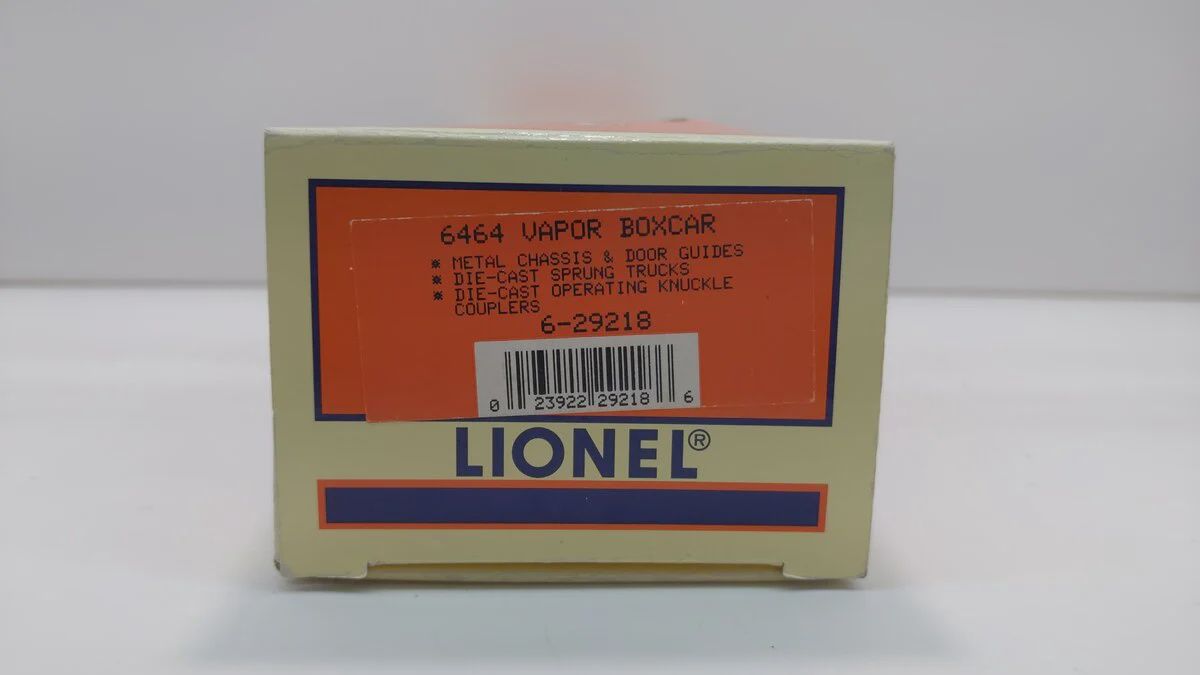 6464 VAPOR BOXCAR
* METAL CHASSIS & DOOR GUIDES
* DIE-CAST SPRUNG TRUCKS
* DIE-CAST OPERATING KNUCKLE
COUPLERS
6-29218
0 23922 29218 6
LIONEL®